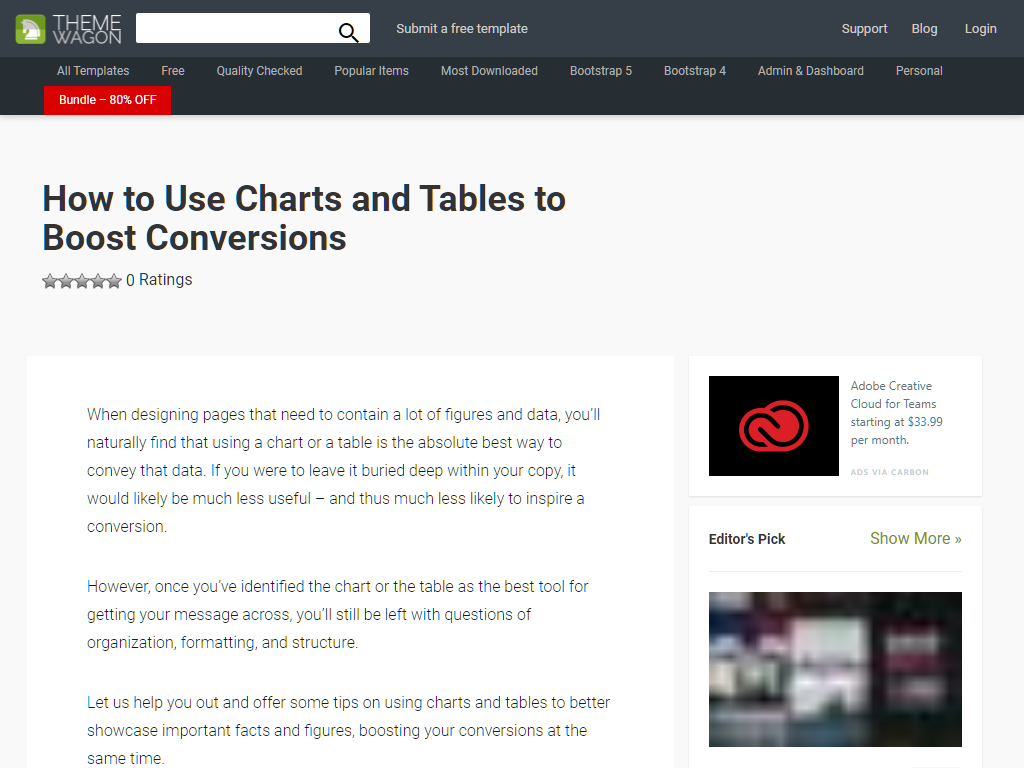 THEME
WAGON
Submit a free template
Support
Blog
Login
All Templates
Free
Quality Checked
Popular Items
Most Downloaded
Bootstrap 5
Bootstrap 4
Admin & Dashboard
Personal
Bundle – 80% OFF
How to Use Charts and Tables to
Boost Conversions
0 Ratings
When designing pages that need to contain a lot of figures and data, you’ll
naturally find that using a chart or a table is the absolute best way to
convey that data. If you were to leave it buried deep within your copy, it
would likely be much less useful – and thus much less likely to inspire a
conversion.
However, once you’ve identified the chart or the table as the best tool for
getting your message across, you’ll still be left with questions of
organization, formatting, and structure.
Let us help you out and offer some tips on using charts and tables to better
showcase important facts and figures, boosting your conversions at the
same time.
Adobe Creative
Cloud for Teams
starting at $33.99
per month.
ADS VIA CARBON
Editor's Pick
Show More »